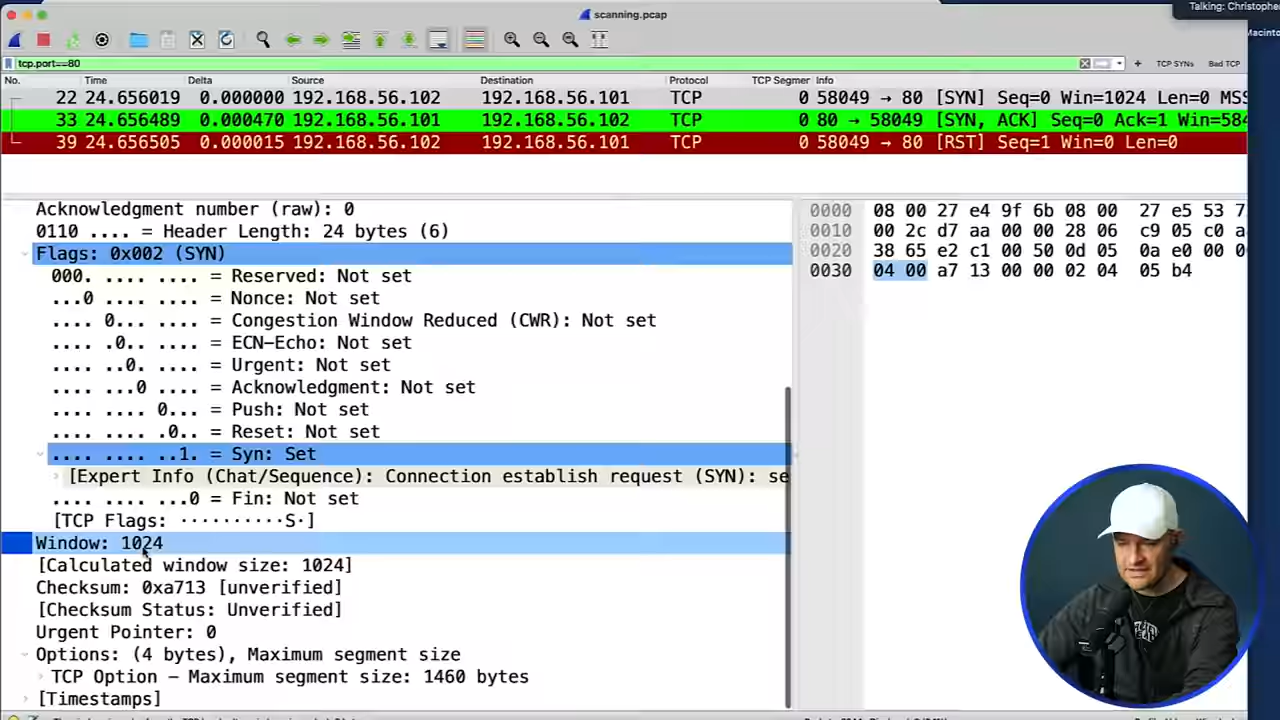 Talking: Christophe
scanning.pcap
Macinto
tcp.port==80
TCP SYNs Bad TCP
No. Time Delta Source Destination Protocol TCP Segmer Info
22 24.656019 0.000000 192.168.56.102 192.168.56.101 TCP 0 58049 → 80 [SYN] Seq=0 Win=1024 Len=0 MSS
33 24.656489 0.000470 192.168.56.101 192.168.56.102 TCP 0 80 → 58049 [SYN, ACK] Seq=0 Ack=1 Win=584
39 24.656505 0.000015 192.168.56.102 192.168.56.101 TCP 0 58049 → 80 [RST] Seq=1 Win=0 Len=0
Acknowledgment number (raw): 0
0110 .... = Header Length: 24 bytes (6)
Flags: 0x002 (SYN)
000. .... .... = Reserved: Not set
...0 .... .... = Nonce: Not set
.... 0... .... = Congestion Window Reduced (CWR): Not set
.... .0.. .... = ECN-Echo: Not set
.... ..0. .... = Urgent: Not set
.... ...0 .... = Acknowledgment: Not set
.... .... 0... = Push: Not set
.... .... .0.. = Reset: Not set
.... .... ..1. = Syn: Set
[Expert Info (Chat/Sequence): Connection establish request (SYN): se
.... .... ...0 = Fin: Not set
[TCP Flags: ··········S·]
Window: 1024
[Calculated window size: 1024]
Checksum: 0xa713 [unverified]
[Checksum Status: Unverified]
Urgent Pointer: 0
Options: (4 bytes), Maximum segment size
TCP Option - Maximum segment size: 1460 bytes
[Timestamps]
0000 08 00 27 e4 9f 6b 08 00 27 e5 53 7
0010 00 2c d7 aa 00 00 28 06 c9 05 c0 a
0020 38 65 e2 c1 00 50 0d 05 0a e0 00 0
0030 04 00 a7 13 00 00 02 04 05 b4